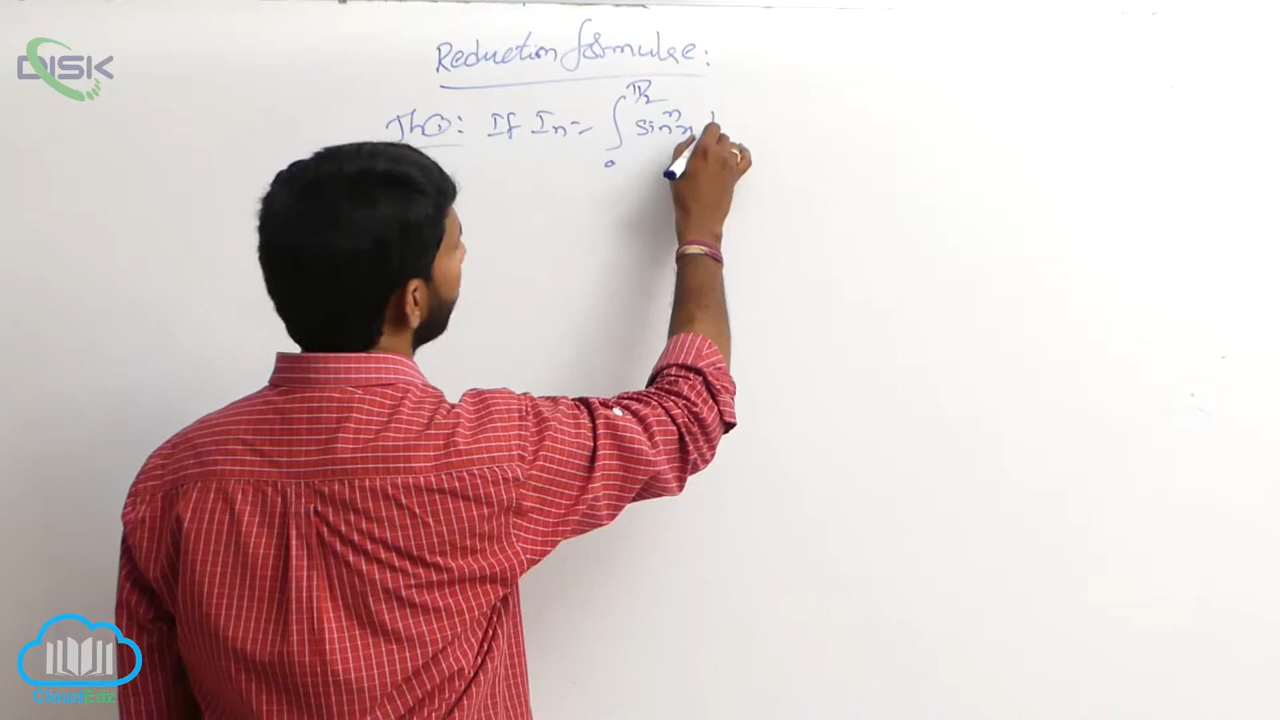 DISK
Reduction formulae:
Th①: If Iₙ = ∫₀^π/2 sinⁿx
CloudEdz